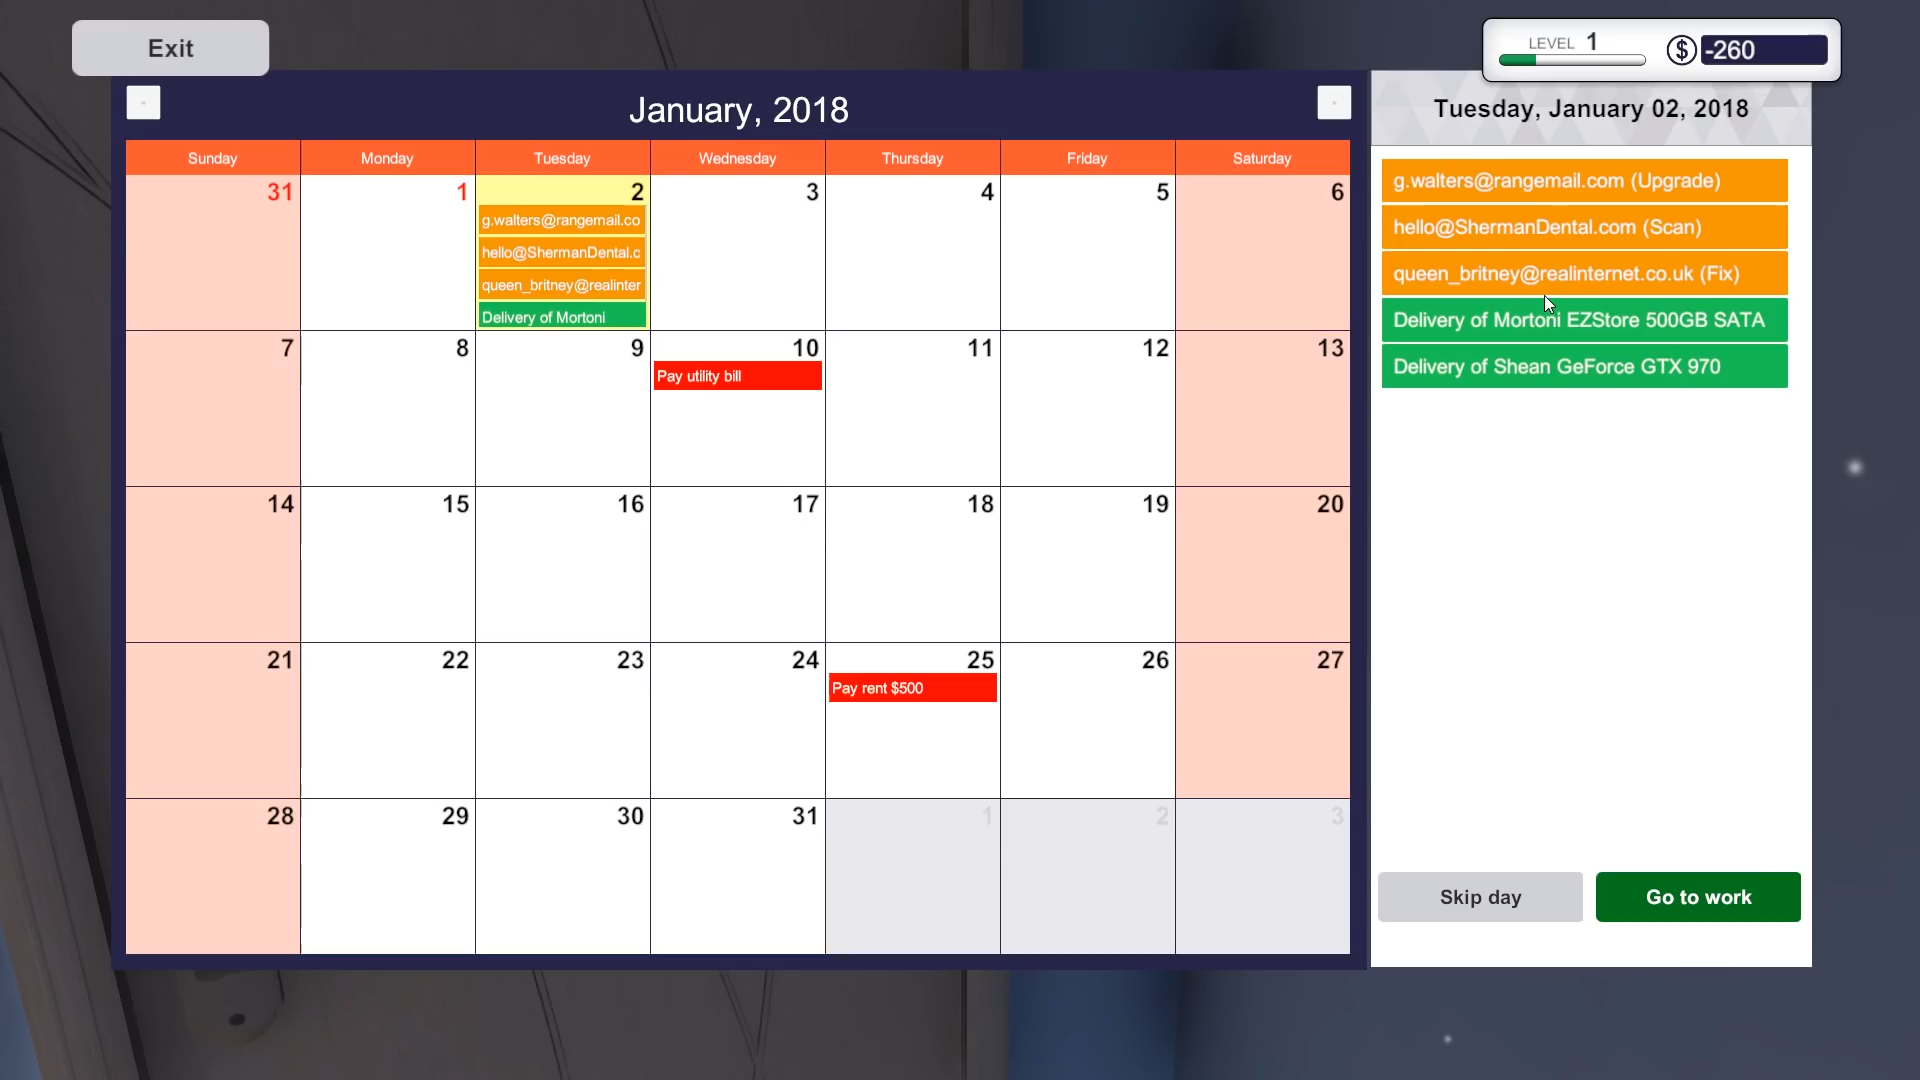 Exit
LEVEL 1
$ -260
January, 2018
Tuesday, January 02, 2018
Sunday Monday Tuesday Wednesday Thursday Friday Saturday
31 1 2 3 4 5 6
g.walters@rangemail.co
hello@ShermanDental.c
queen_britney@realinter
Delivery of Mortoni
7 8 9 10 11 12 13
Pay utility bill
14 15 16 17 18 19 20
21 22 23 24 25 26 27
Pay rent $500
28 29 30 31 1 2 3
g.walters@rangemail.com (Upgrade)
hello@ShermanDental.com (Scan)
queen_britney@realinternet.co.uk (Fix)
Delivery of Mortoni EZStore 500GB SATA
Delivery of Shean GeForce GTX 970
Skip day
Go to work